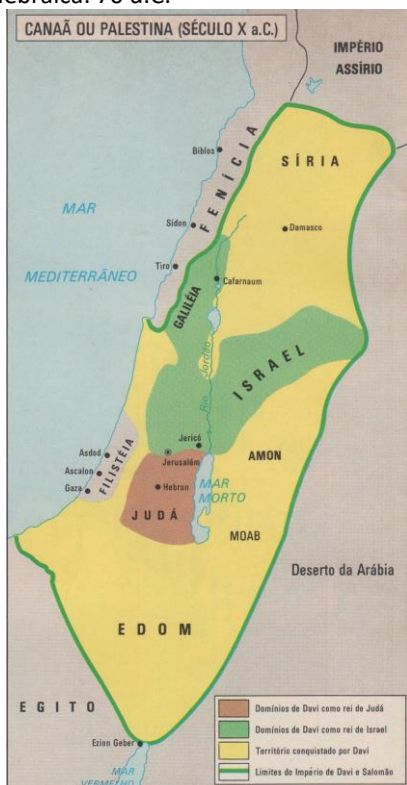 CANAÃ OU PALESTINA (SÉCULO X a.C.)
IMPÉRIO
ASSÍRIO
Biblos
SÍRIA
FENÍCIA
MAR
Sidon
Damasco
Tiro
MEDITERRÂNEO
Cafarnaum
GALILÉIA
Rio Jordão
ISRAEL
Jericó
Asdod
Jerusalém
AMON
FILISTÉIA
Ascalon
Gaza
Hebron
MAR
MORTO
JUDÁ
MOAB
Deserto da Arábia
EDOM
EGITO
Domínios de Davi como rei de Judá
Domínios de Davi como rei de Israel
Ezion Geber
Território conquistado por Davi
MAR
VERMELHO
Limites do Império de Davi e Salomão